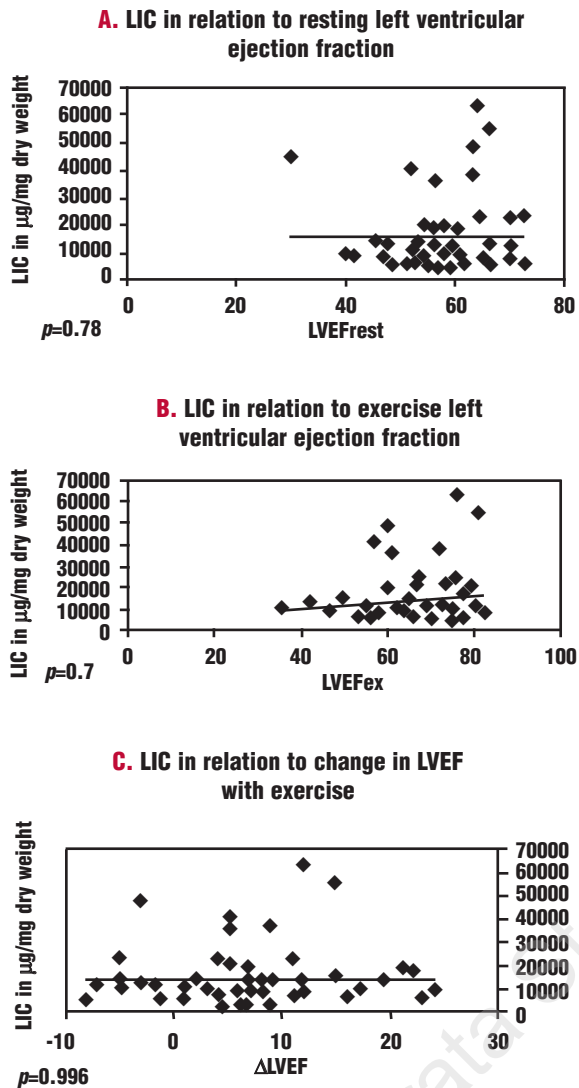 A. LIC in relation to resting left ventricular
ejection fraction
LIC in µg/mg dry weight
70000
60000
50000
40000
30000
20000
10000
0
0 20 40 60 80
LVEFrest
p=0.78
B. LIC in relation to exercise left
ventricular ejection fraction
LIC in µg/mg dry weight
70000
60000
50000
40000
30000
20000
10000
0
0 20 40 60 80 100
LVEFex
p=0.7
C. LIC in relation to change in LVEF
with exercise
LIC in µg/mg dry weight
70000
60000
50000
40000
30000
20000
10000
0
-10 0 10 20 30
ΔLVEF
p=0.996